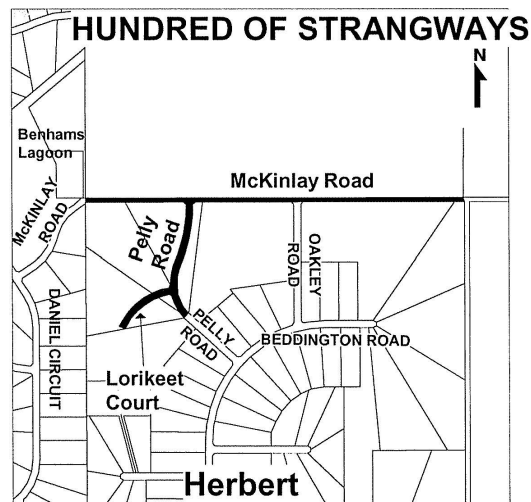 HUNDRED OF STRANGWAYS
N
Benhams
Lagoon
McKinlay Road
McKINLAY
ROAD
Pelly
Road
OAKLEY
ROAD
DANIEL CIRCUIT
PELLY
ROAD
BEDDINGTON ROAD
Lorikeet
Court
Herbert